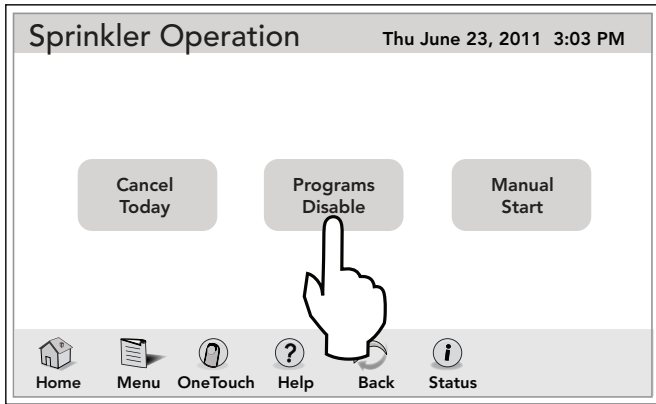 Sprinkler Operation Thu June 23, 2011 3:03 PM
Cancel Today
Programs Disable
Manual Start
Home Menu OneTouch Help Back Status